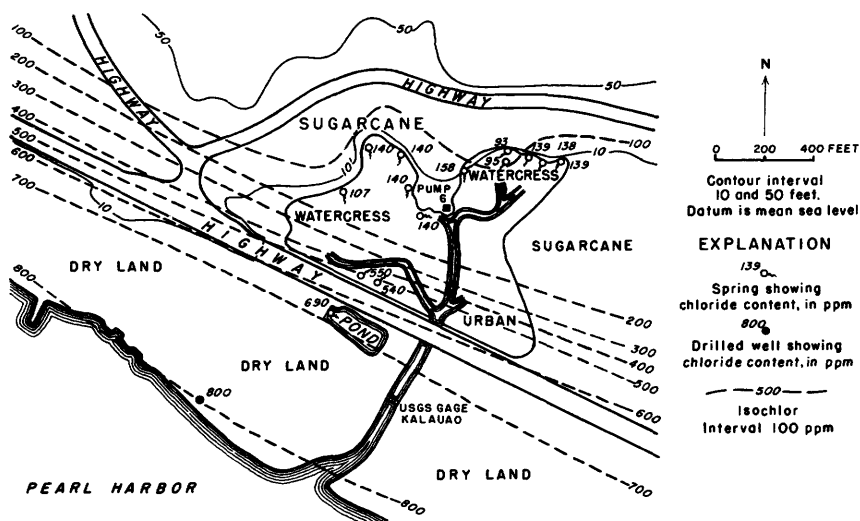 100
200
300
400
500
600
700
HIGHWAY
50
50
50
HIGHWAY
SUGARCANE
100
10
140
140
107
140
PUMP
6
140
158
93
95
139
138
139
10
WATERCRESS
WATERCRESS
SUGARCANE
10
HIGHWAY
DRY LAND
550
540
URBAN
690
POND
200
300
400
500
600
700
800
DRY LAND
800
USGS GAGE
KALAUAO
DRY LAND
800
PEARL HARBOR
N
0 200 400 FEET
Contour interval
10 and 50 feet.
Datum is mean sea level
EXPLANATION
139
Spring showing
chloride content, in ppm
800
Drilled well showing
chloride content, in ppm
500
Isochlor
Interval 100 ppm